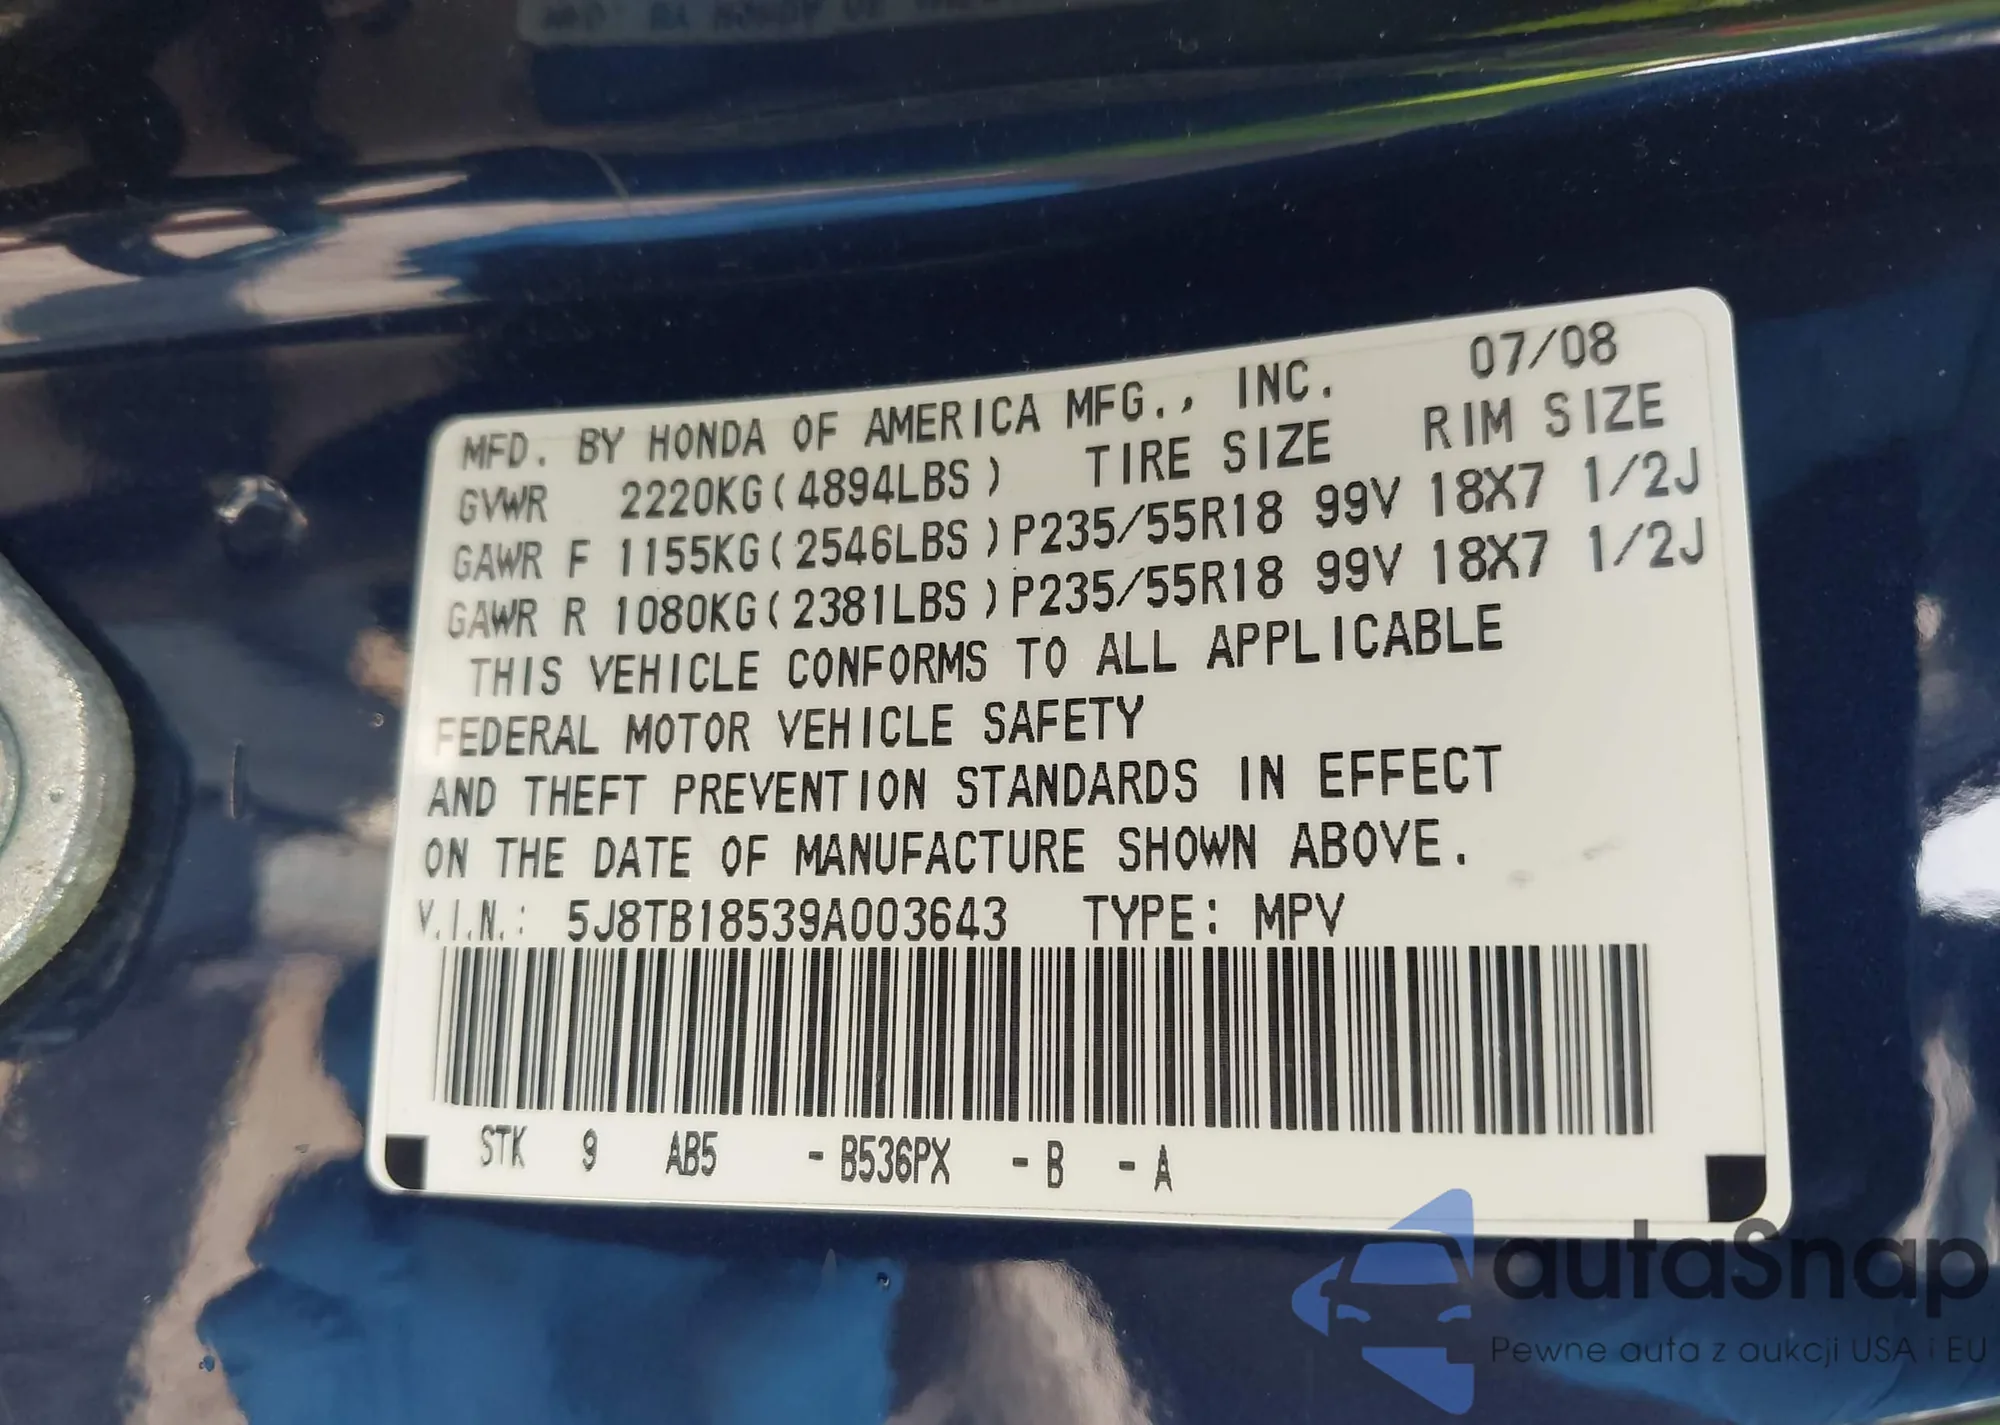 MFD. BY HONDA OF AMERICA MFG., INC. 07/08
GVWR 2220KG(4894LBS) TIRE SIZE RIM SIZE
GAWR F 1155KG(2546LBS)P235/55R18 99V 18X7 1/2J
GAWR R 1080KG(2381LBS)P235/55R18 99V 18X7 1/2J
THIS VEHICLE CONFORMS TO ALL APPLICABLE
FEDERAL MOTOR VEHICLE SAFETY
AND THEFT PREVENTION STANDARDS IN EFFECT
ON THE DATE OF MANUFACTURE SHOWN ABOVE.
V.I.N.: 5J8TB18539A003643 TYPE: MPV
STK 9 AB5 -B536PX -B -A
autaSnap
Pewne auta z aukcji USA i EU